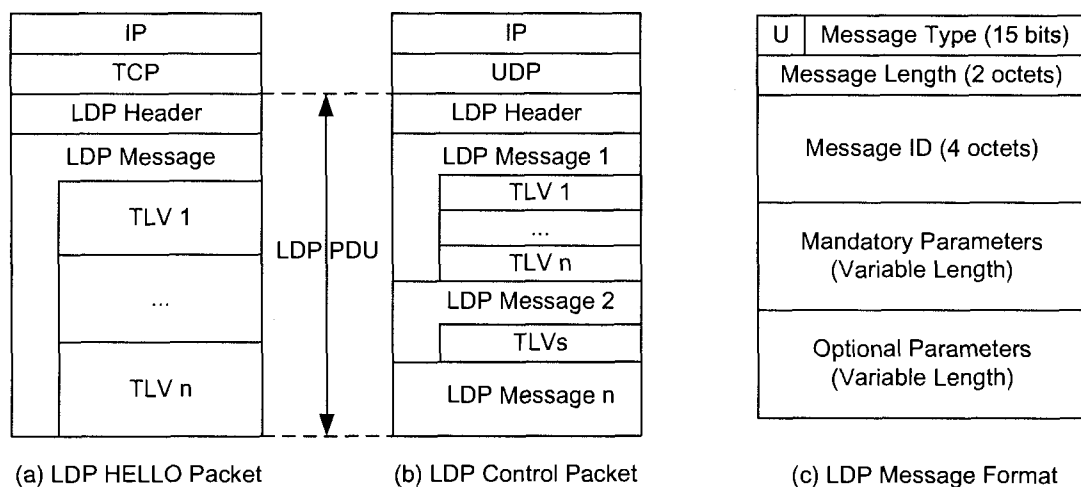 IP
TCP
LDP Header
LDP Message
TLV 1
...
TLV n
(a) LDP HELLO Packet
LDP PDU
IP
UDP
LDP Header
LDP Message 1
TLV 1
...
TLV n
LDP Message 2
TLVs
LDP Message n
(b) LDP Control Packet
U
Message Type (15 bits)
Message Length (2 octets)
Message ID (4 octets)
Mandatory Parameters
(Variable Length)
Optional Parameters
(Variable Length)
(c) LDP Message Format